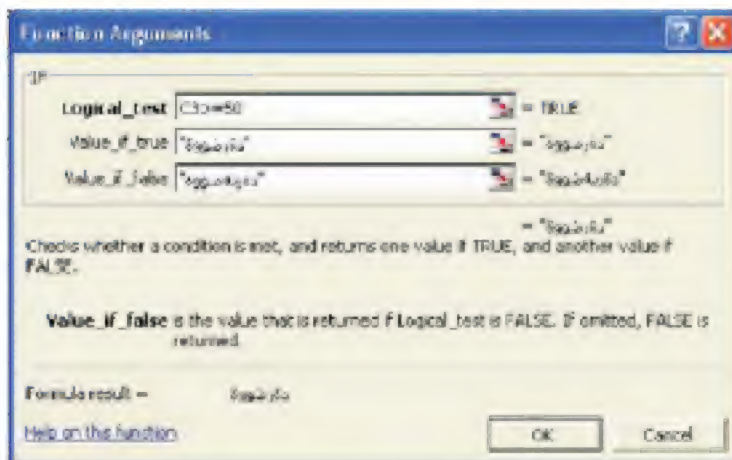 Function Arguments
IF
Logical_test C3>=50 = TRUE
Value_if_true
Value_if_false
Checks whether a condition is met, and returns one value if TRUE, and another value if
FALSE.
Value_if_false is the value that is returned if Logical_test is FALSE. If omitted, FALSE is
returned.
Formula result =
Help on this function
OK Cancel